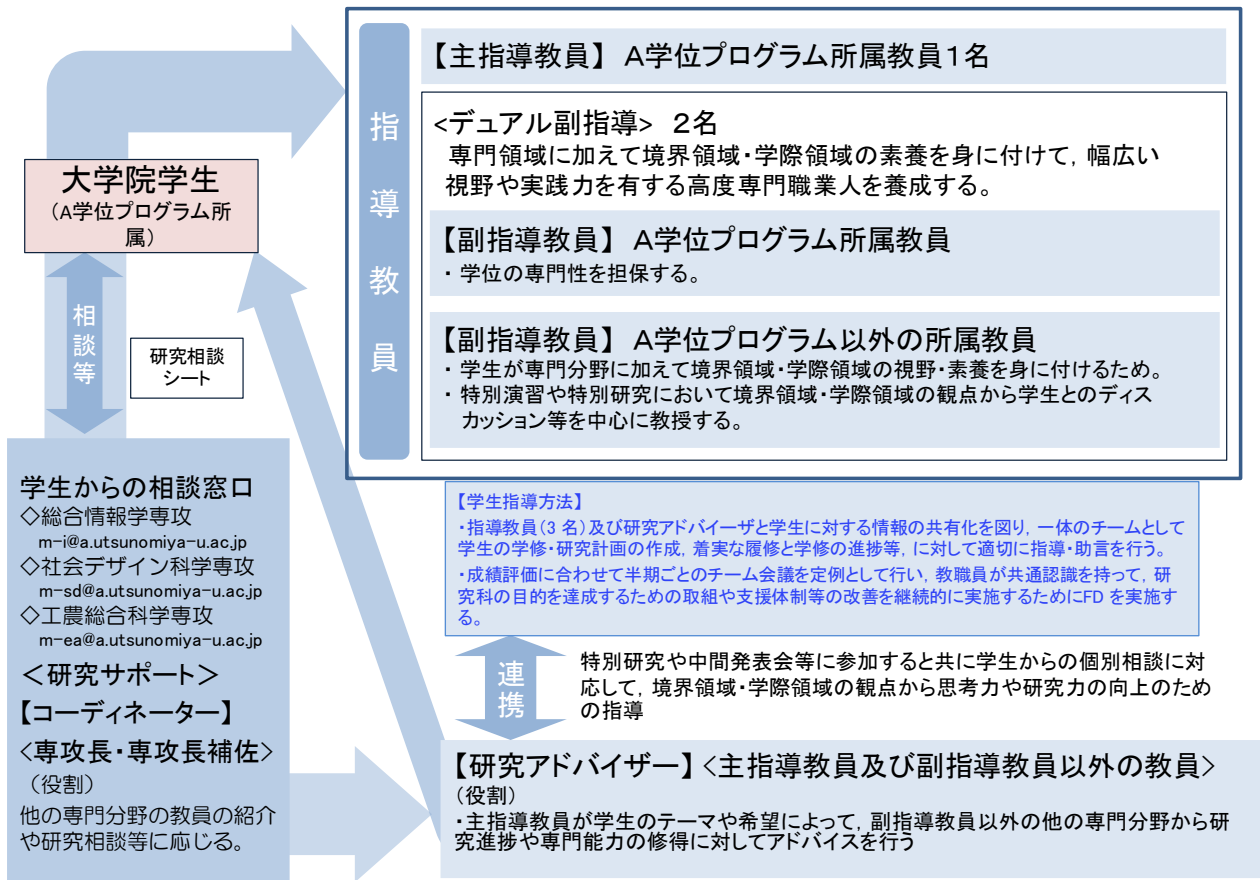 【主指導教員】 A学位プログラム所属教員1名
指導教員
<デュアル副指導> 2名
専門領域に加えて境界領域・学際領域の素養を身に付けて，幅広い
視野や実践力を有する高度専門職業人を養成する。
【副指導教員】 A学位プログラム所属教員
・ 学位の専門性を担保する。
【副指導教員】 A学位プログラム以外の所属教員
・ 学生が専門分野に加えて境界領域・学際領域の視野・素養を身に付けるため。
・ 特別演習や特別研究において境界領域・学際領域の観点から学生とのディス
カッション等を中心に教授する。
大学院学生
（A学位プログラム所
属）
相談等
研究相談
シート
学生からの相談窓口
◇総合情報学専攻
m-i@a.utsunomiya-u.ac.jp
◇社会デザイン科学専攻
m-sd@a.utsunomiya-u.ac.jp
◇工農総合科学専攻
m-ea@a.utsunomiya-u.ac.jp
＜研究サポート＞
【コーディネーター】
<専攻長・専攻長補佐>
（役割）
他の専門分野の教員の紹介
や研究相談等に応じる。
【学生指導方法】
・指導教員（3 名）及び研究アドバイーザと学生に対する情報の共有化を図り，一体のチームとして
学生の学修・研究計画の作成，着実な履修と学修の進捗等，に対して適切に指導・助言を行う。
・成績評価に合わせて半期ごとのチーム会議を定例として行い，教職員が共通認識を持って，研
究科の目的を達成するための取組や支援体制等の改善を継続的に実施するためにFD を実施す
る。
連携
特別研究や中間発表会等に参加すると共に学生からの個別相談に対
応して，境界領域・学際領域の観点から思考力や研究力の向上のため
の指導
【研究アドバイザー】<主指導教員及び副指導教員以外の教員>
（役割）
・主指導教員が学生のテーマや希望によって，副指導教員以外の他の専門分野から研
究進捗や専門能力の修得に対してアドバイスを行う